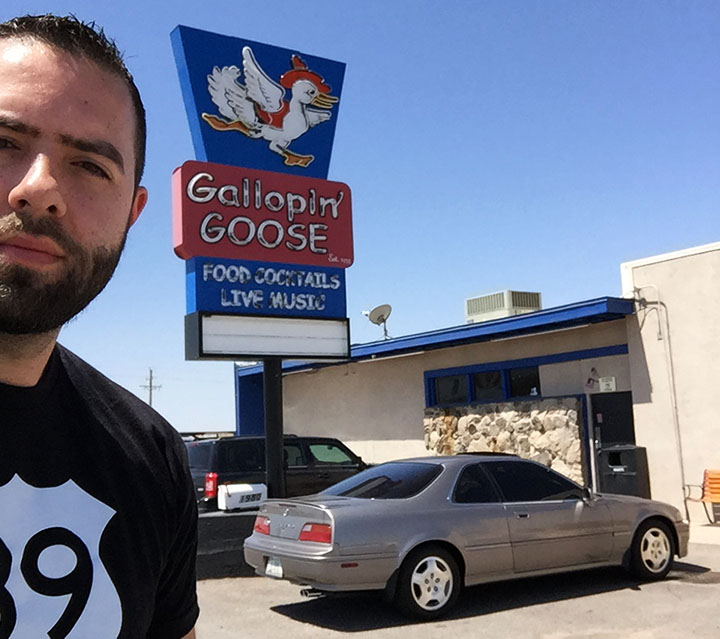 Gallopin'
GOOSE
FOOD COCKTAILS
LIVE MUSIC
89